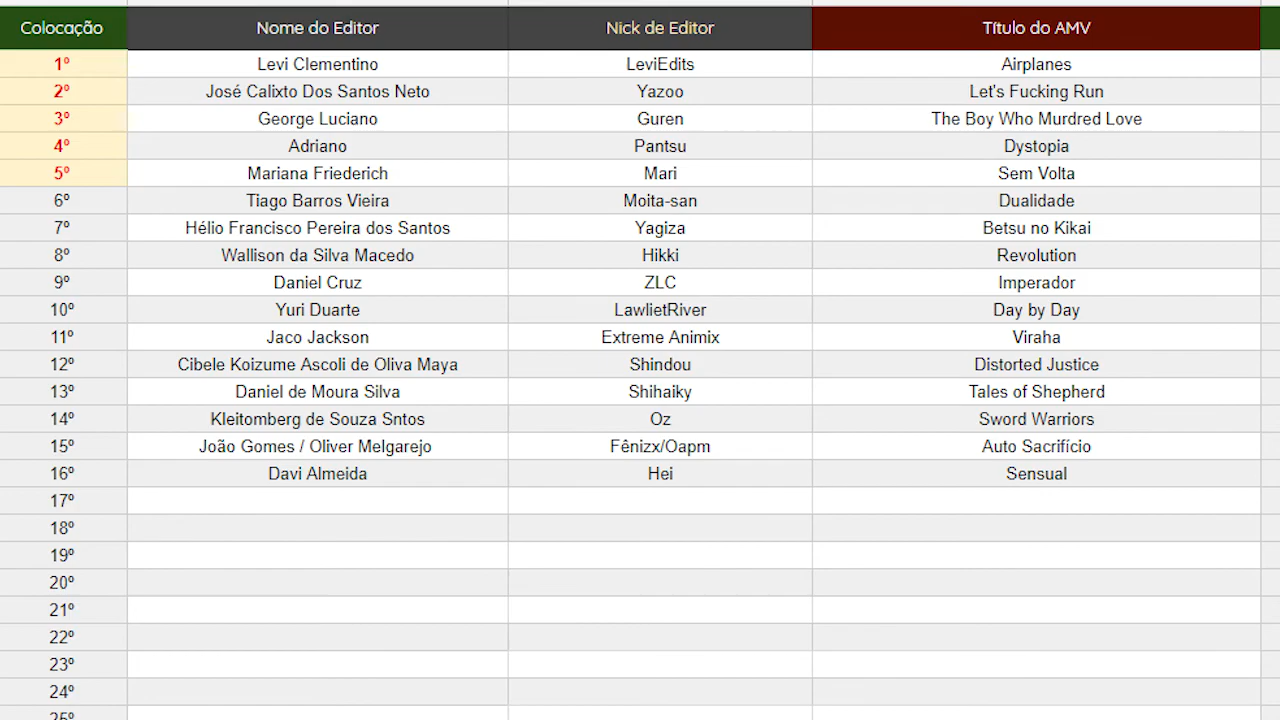 Colocação Nome do Editor Nick de Editor Título do AMV
1º Levi Clementino LeviEdits Airplanes
2º José Calixto Dos Santos Neto Yazoo Let's Fucking Run
3º George Luciano Guren The Boy Who Murdred Love
4º Adriano Pantsu Dystopia
5º Mariana Friederich Mari Sem Volta
6º Tiago Barros Vieira Moita-san Dualidade
7º Hélio Francisco Pereira dos Santos Yagiza Betsu no Kikai
8º Wallison da Silva Macedo Hikki Revolution
9º Daniel Cruz ZLC Imperador
10º Yuri Duarte LawlietRiver Day by Day
11º Jaco Jackson Extreme Animix Viraha
12º Cibele Koizume Ascoli de Oliva Maya Shindou Distorted Justice
13º Daniel de Moura Silva Shihaiky Tales of Shepherd
14º Kleitomberg de Souza Sntos Oz Sword Warriors
15º João Gomes / Oliver Melgarejo Fênizx/Oapm Auto Sacrifício
16º Davi Almeida Hei Sensual
17º
18º
19º
20º
21º
22º
23º
24º
25º